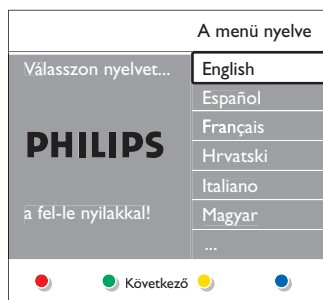 A menü nyelve
Válasszon nyelvet...
PHILIPS
a fel-le nyilakkal!
English
Español
Français
Hrvatski
Italiano
Magyar
...
Következő